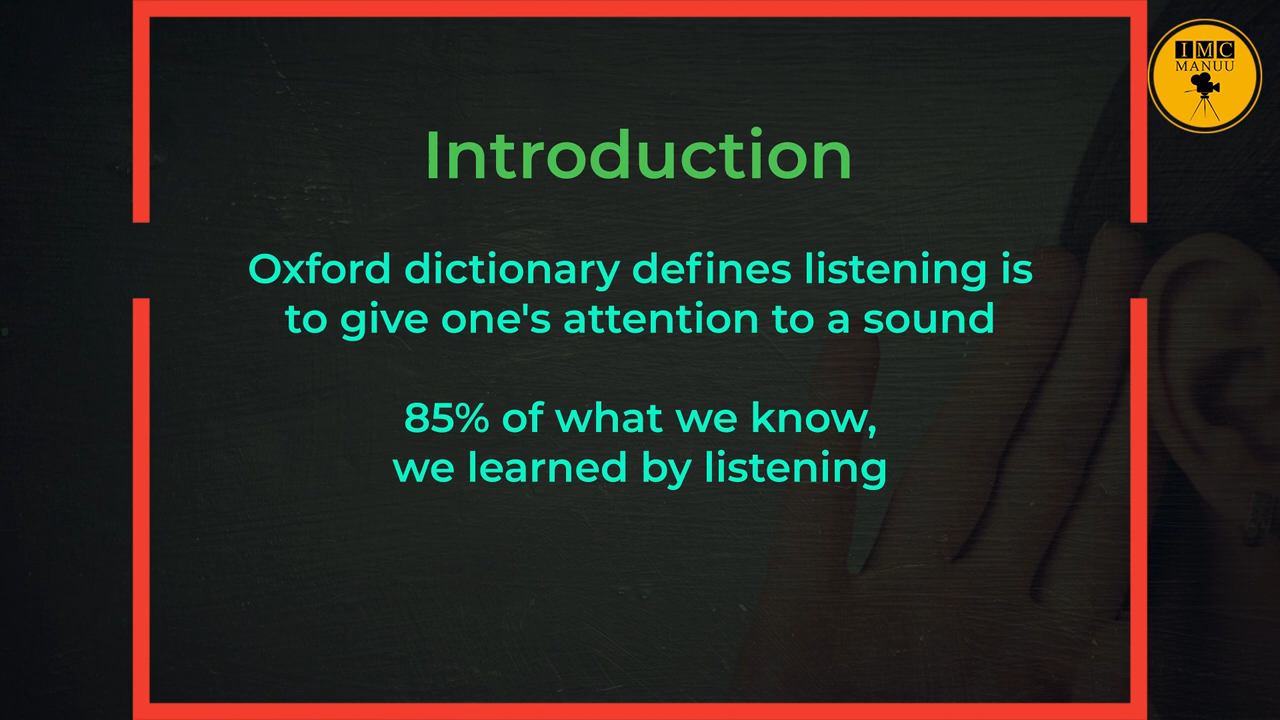 IMC
MANUU
Introduction
Oxford dictionary defines listening is
to give one's attention to a sound
85% of what we know,
we learned by listening